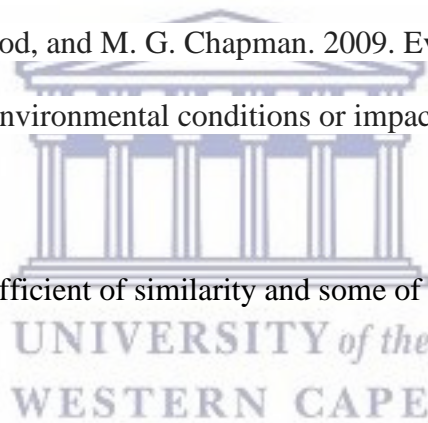 od, and M. G. Chapman. 2009. Ev
nvironmental conditions or impac
fficient of similarity and some of
UNIVERSITY of the
WESTERN CAPE